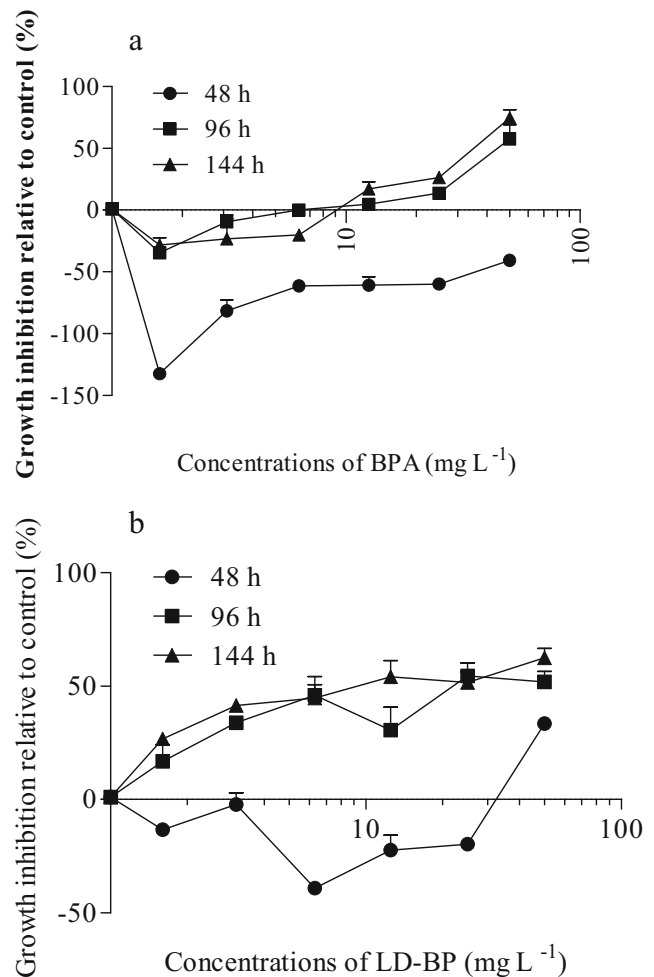 a
Growth inhibition relative to control (%)
100
50
0
-50
-100
-150
48 h
96 h
144 h
10
100
Concentrations of BPA (mg L -1)
b
Growth inhibition relative to control (%)
100
50
0
-50
48 h
96 h
144 h
10
100
Concentrations of LD-BP (mg L -1)